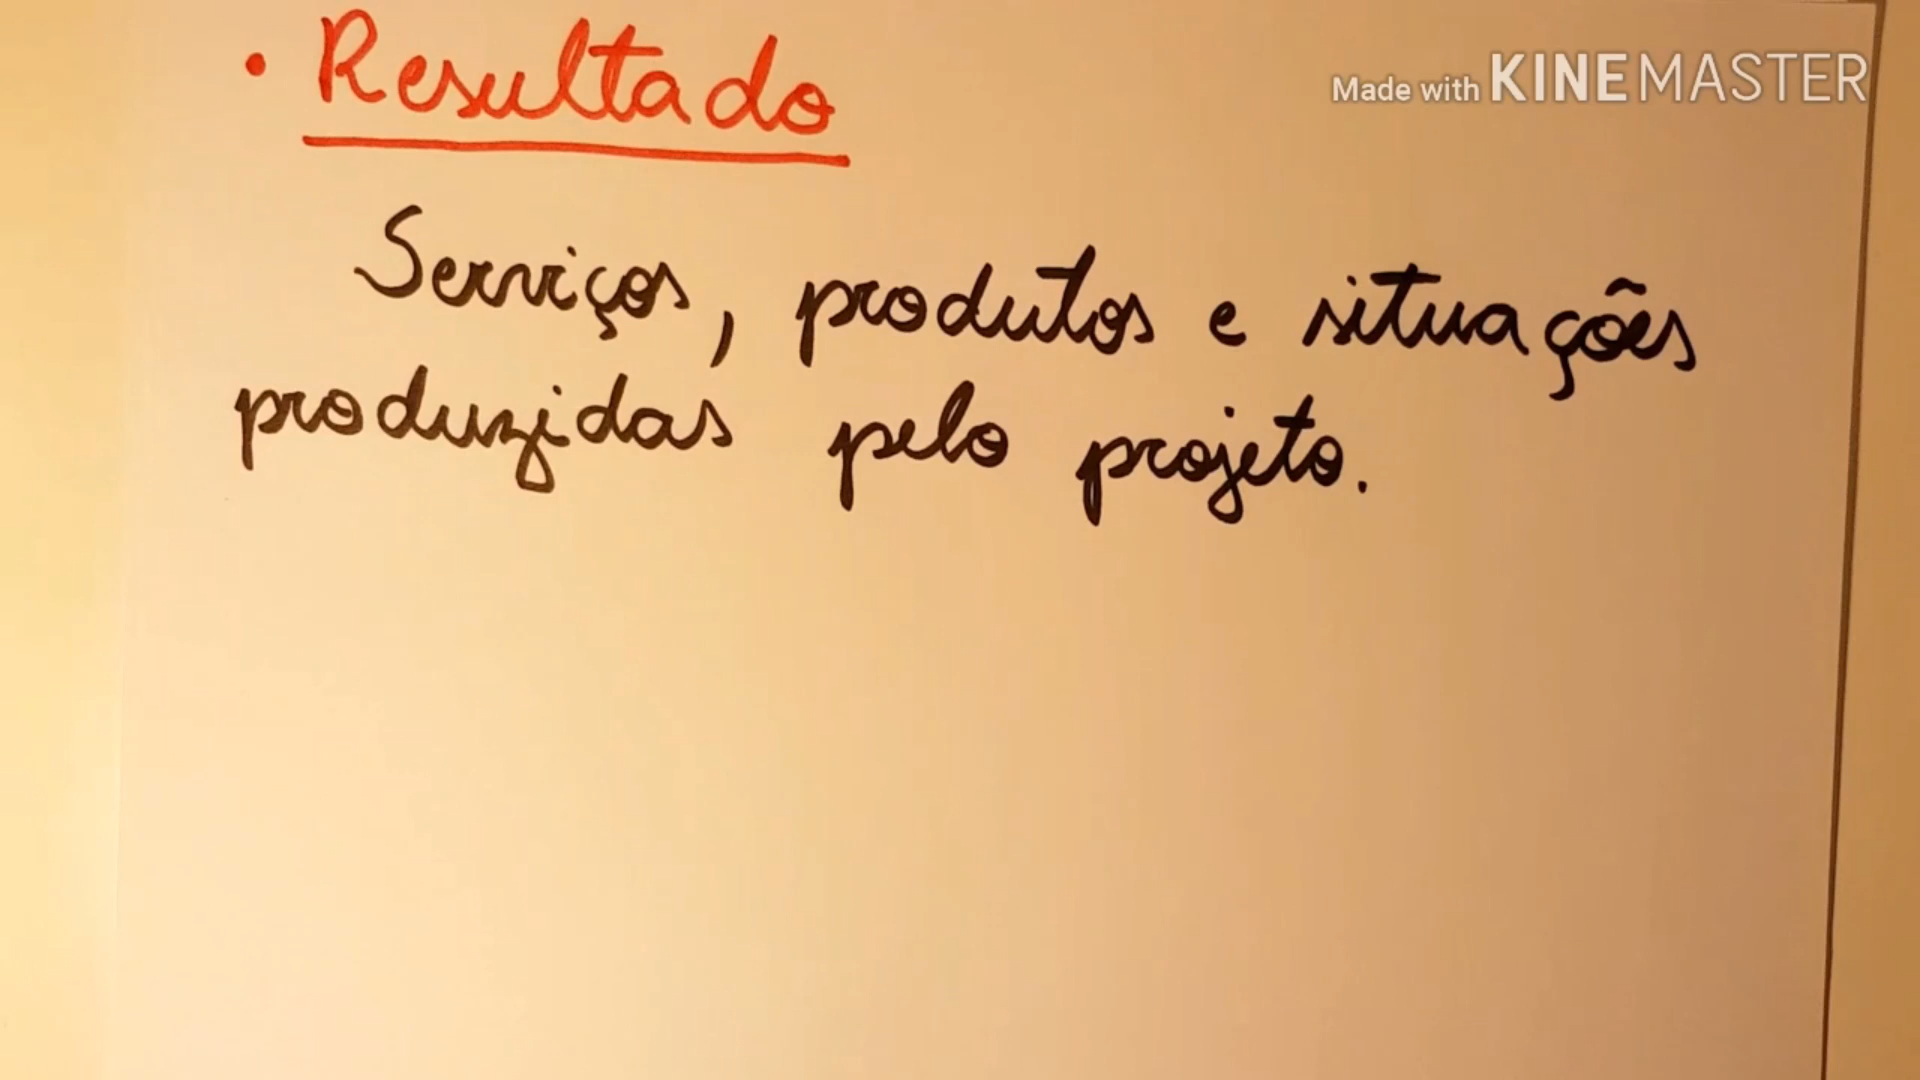 • Resultado
Made with KINEMASTER
Serviços, produtos e situações
produzidas pelo projeto.